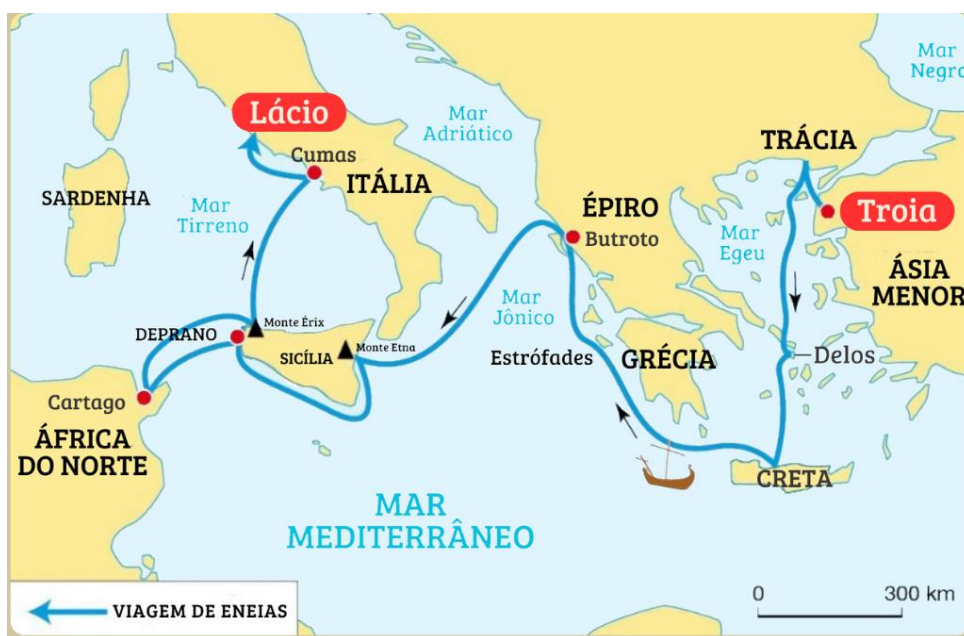 Mar
Negro
Lácio
Mar
Adriático
TRÁCIA
Cumas
ITÁLIA
SARDENHA
Mar
Tirreno
ÉPIRO
Troia
Butroto
Mar
Egeu
ÁSIA
MENOR
Mar
Jônico
Monte Érix
DEPRANO
SICÍLIA
Monte Etna
Estrófades
GRÉCIA
Delos
Cartago
ÁFRICA
DO NORTE
CRETA
MAR
MEDITERRÂNEO
VIAGEM DE ENEIAS
0
300 km